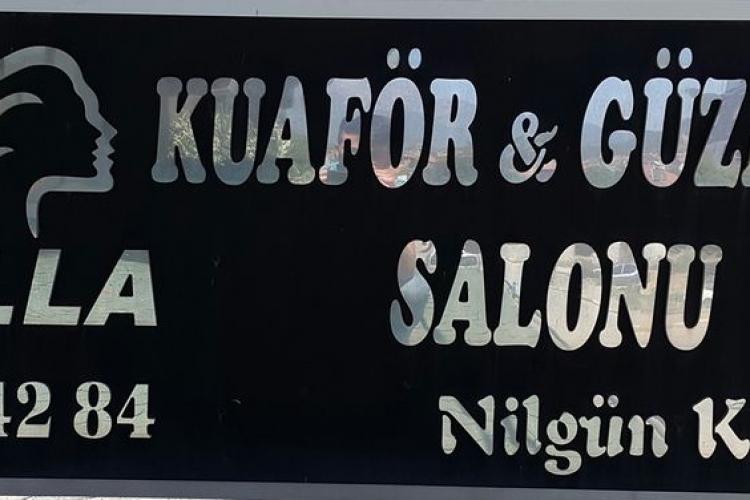 KUAFÖR & GÜZ
SALONU
LLA
42 84
Nilgün K